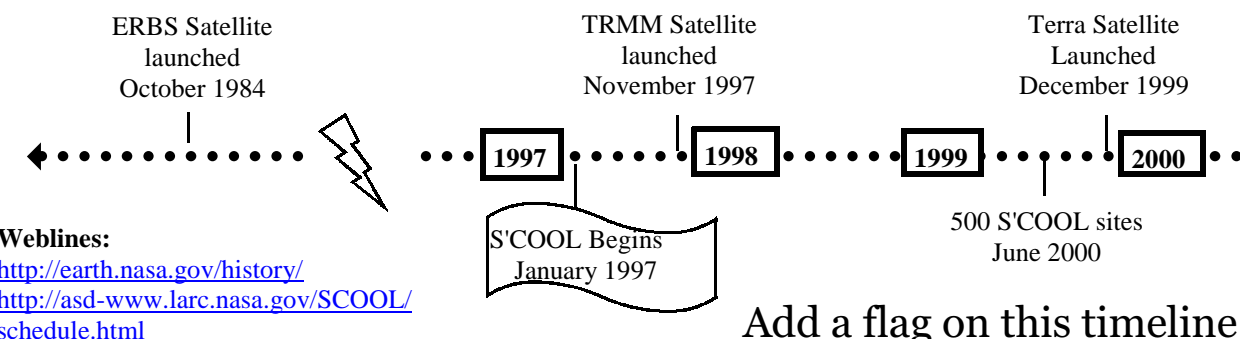 ERBS Satellite
launched
October 1984
TRMM Satellite
launched
November 1997
Terra Satellite
Launched
December 1999
1997
1998
1999
2000
S'COOL Begins
January 1997
500 S'COOL sites
June 2000
Weblines:
http://earth.nasa.gov/history/
http://asd-www.larc.nasa.gov/SCOOL/
schedule.html
Add a flag on this timeline